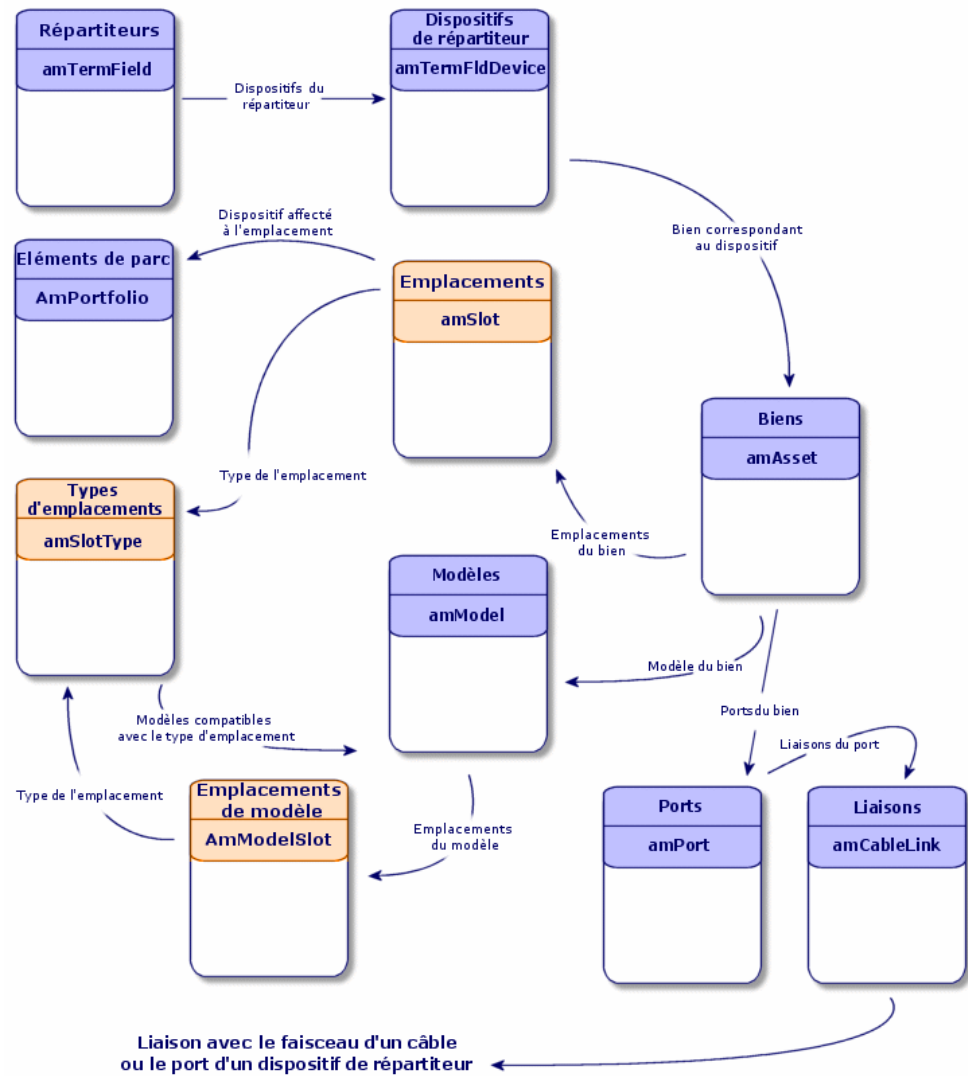 Répartiteurs
amTermField
Dispositifs du
répartiteur
Dispositifs
de répartiteur
amTermFldDevice
Bien correspondant
au dispositif
Dispositif affecté
à l'emplacement
Eléments de parc
AmPortfolio
Emplacements
amSlot
Type de l'emplacement
Biens
amAsset
Emplacements
du bien
Types
d'emplacements
amSlotType
Modèles
amModel
Modèle du bien
Portsdu bien
Modèles compatibles
avec le type d'emplacement
Liaisons du port
Type de l'emplacement
Emplacements
de modèle
AmModelSlot
Emplacements
du modèle
Ports
amPort
Liaisons
amCableLink
Liaison avec le faisceau d'un câble
ou le port d'un dispositif de répartiteur